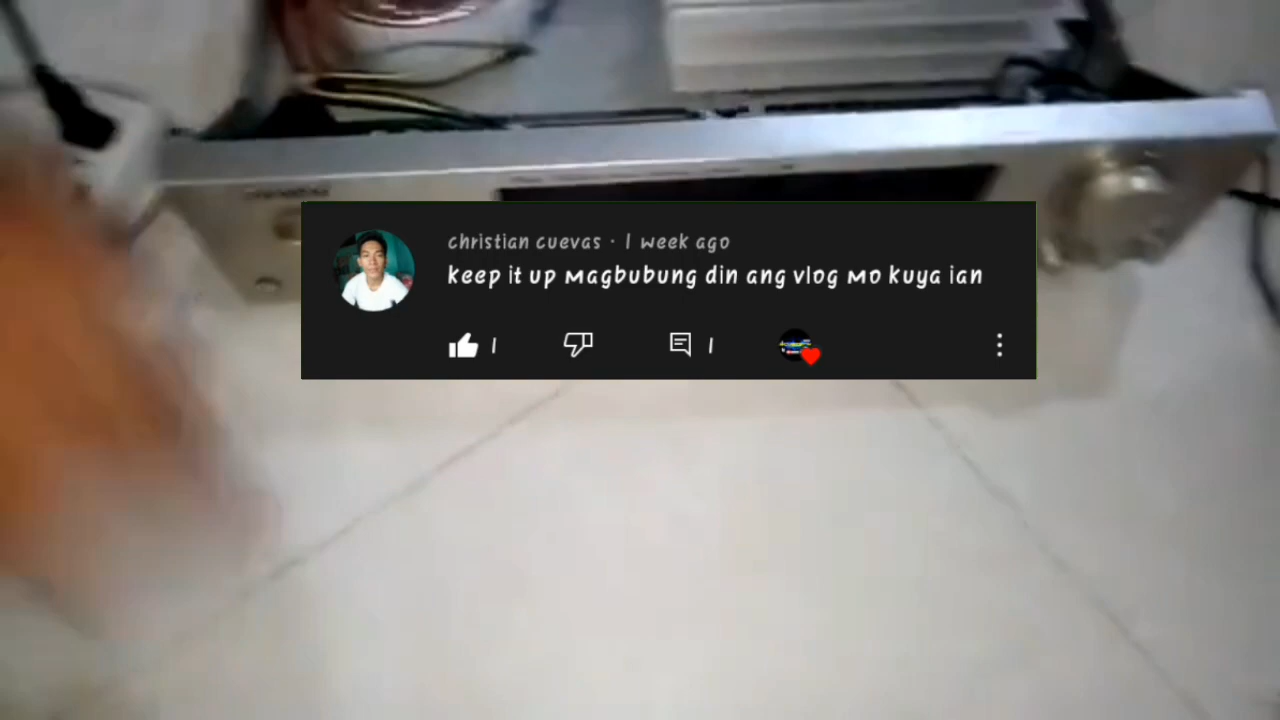 christian cuevas · 1 week ago
keep it up Magbubung din ang vlog mo kuya ian
1 1